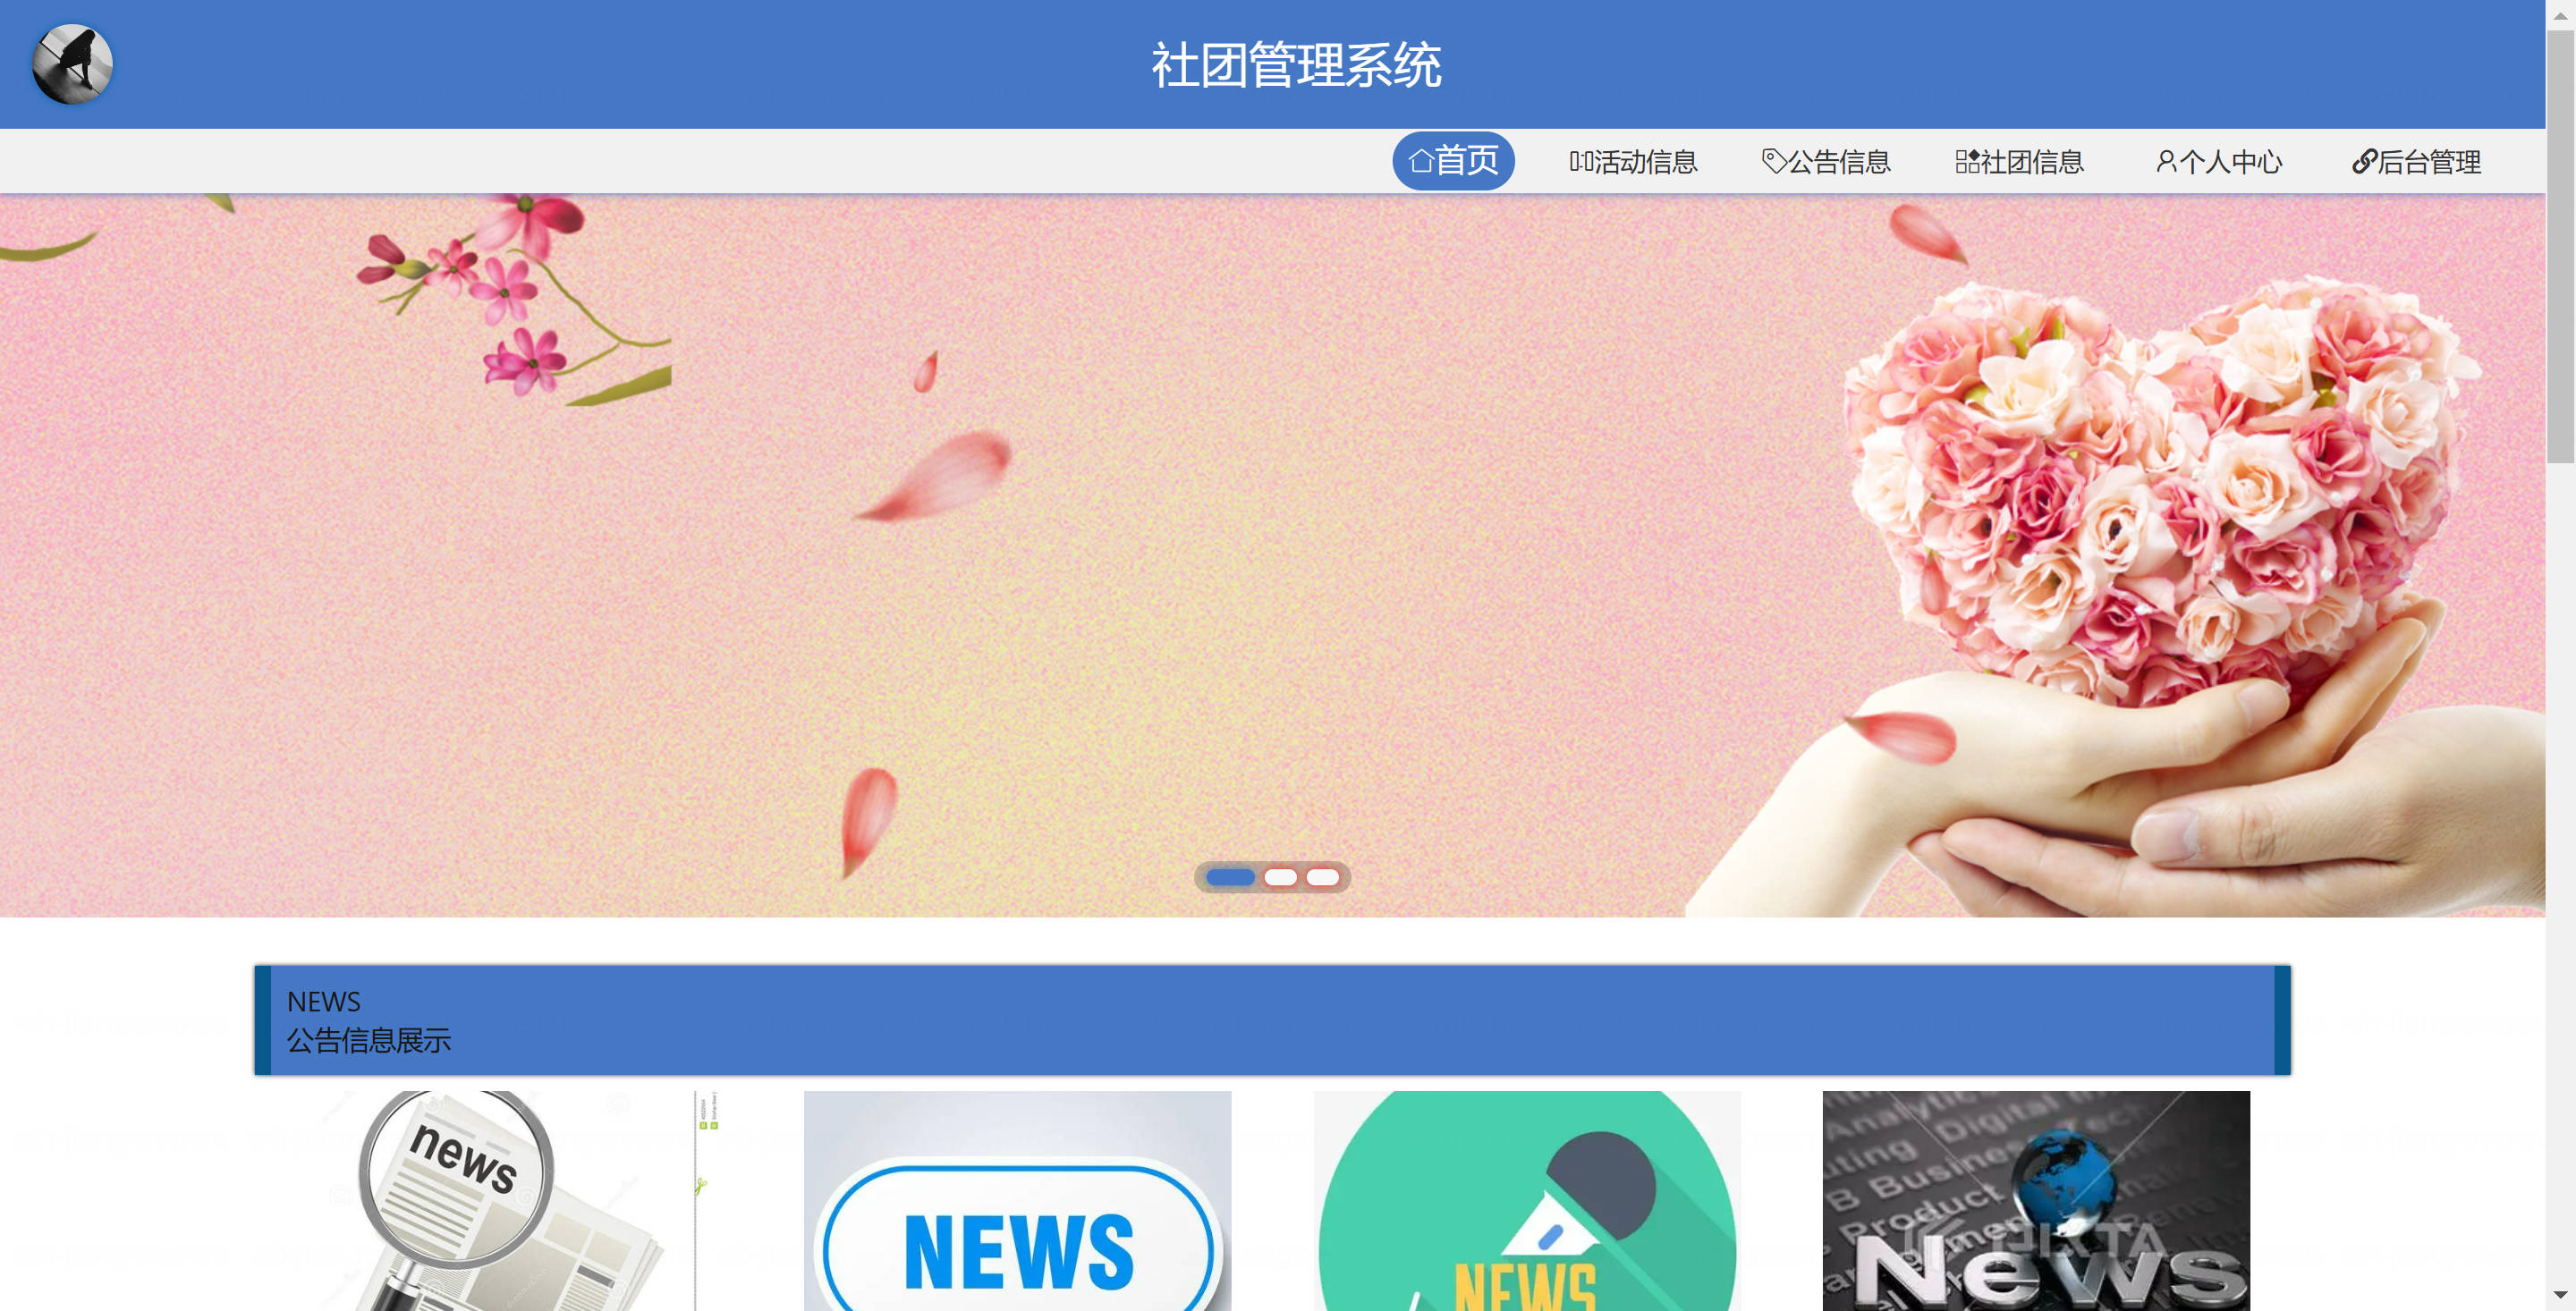 社团管理系统
首页 活动信息 公告信息 社团信息 个人中心 后台管理
NEWS
公告信息展示
news
NEWS
NEWS
Analytic Digital
uting
B Business Tech
Product
News